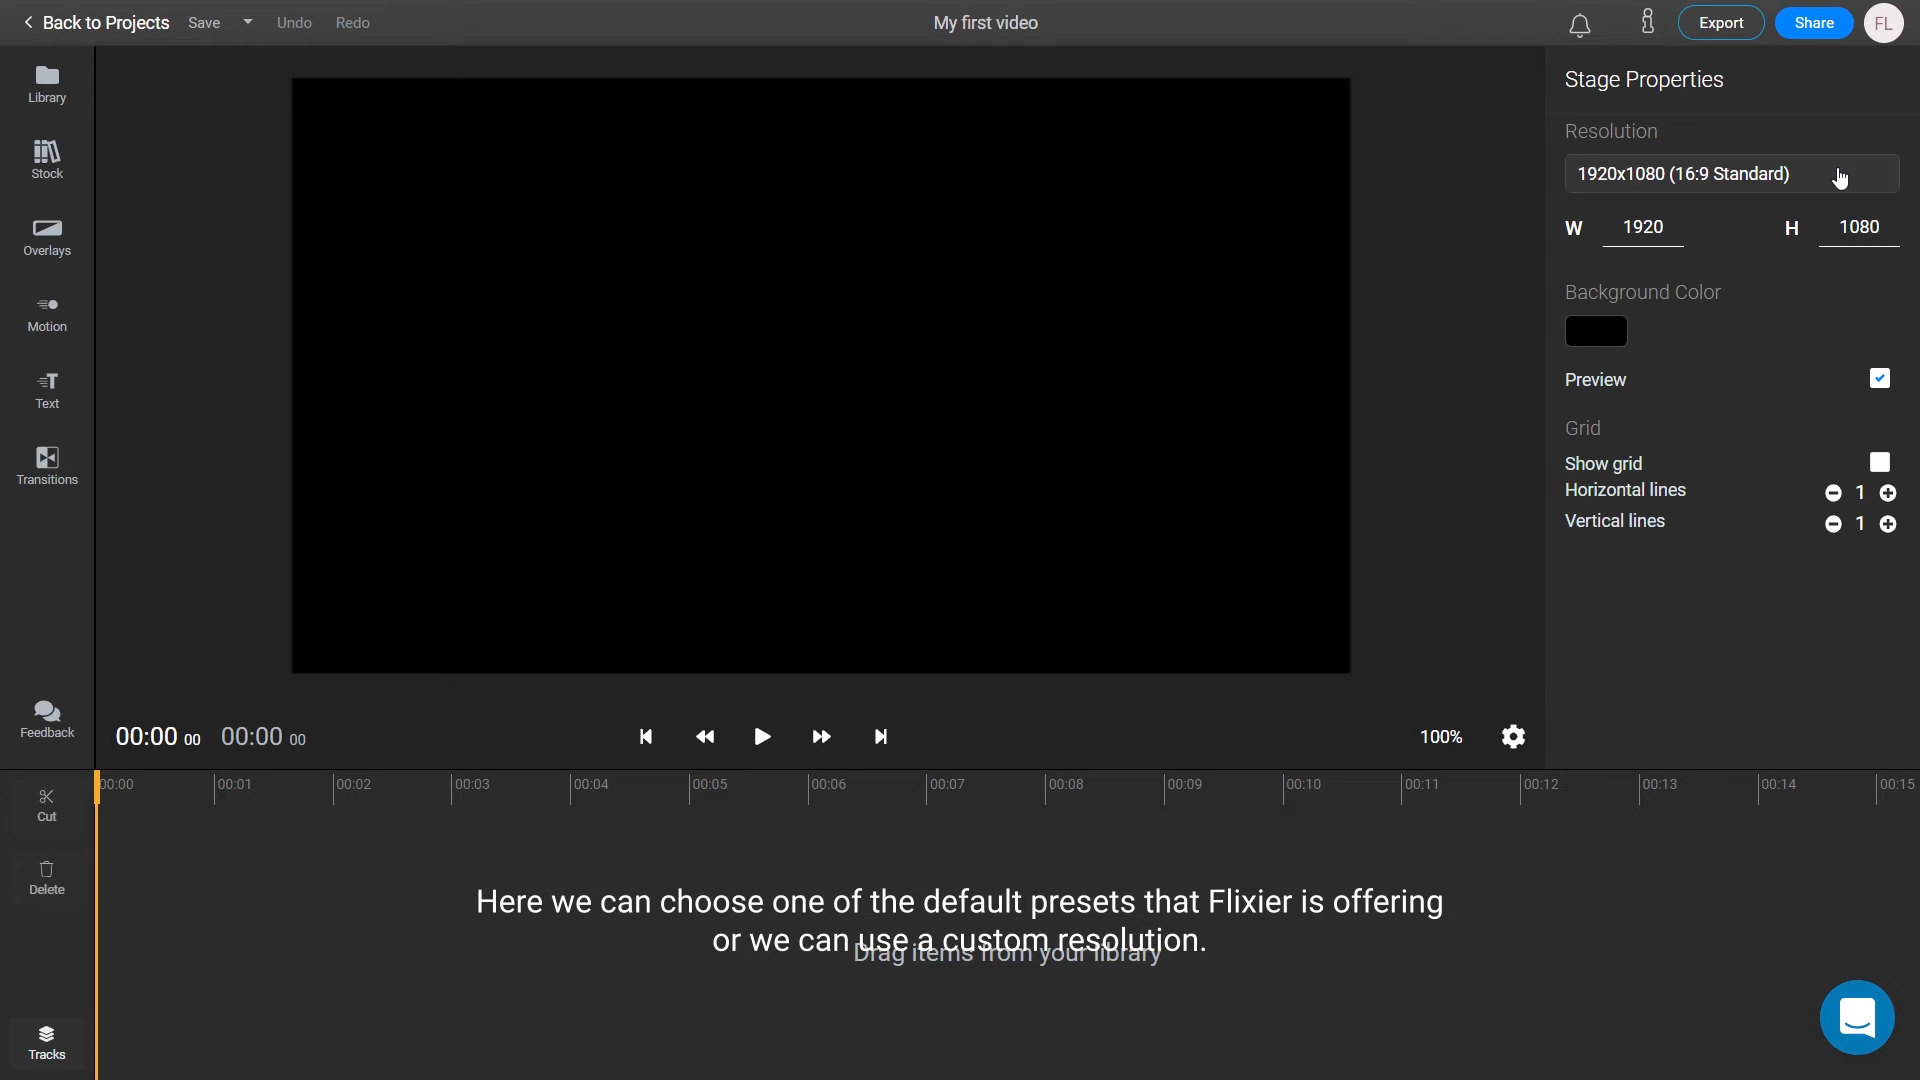 Back to Projects Save Undo Redo My first video Export Share FL
Library
Stock
Overlays
Motion
Text
Transitions
Feedback
Stage Properties
Resolution
1920x1080 (16:9 Standard)
W 1920 H 1080
Background Color
Preview
Grid
Show grid
Horizontal lines 1
Vertical lines 1
00:00 00 00:00 00 100%
00:00 00:01 00:02 00:03 00:04 00:05 00:06 00:07 00:08 00:09 00:10 00:11 00:12 00:13 00:14 00:15
Cut
Delete
Tracks
Here we can choose one of the default presets that Flixier is offering
or we can use a custom resolution.
Drag items from your library